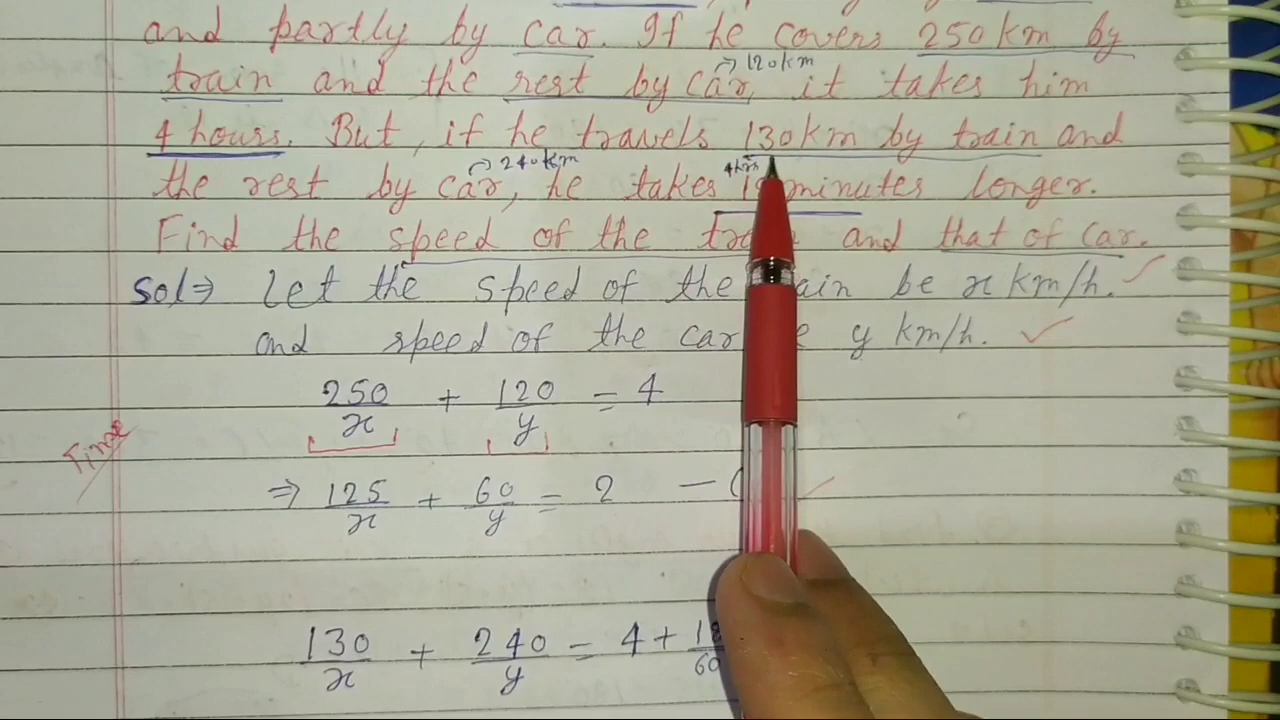 and partly by car. If he covers 250 km by
→ 120 km
train and the rest by car, it takes him
4 hours. But, if he travels 130 km by train and
→ 240 km
4hrs
the rest by car, he takes minutes longer.
Find the speed of the and that of car.
Sol⇒ Let the speed of the be x km/h.
and speed of the car y km/h.
250/x + 120/y = 4
Time
⇒ 125/x + 60/y = 2 —
130/x + 240/y = 4 +